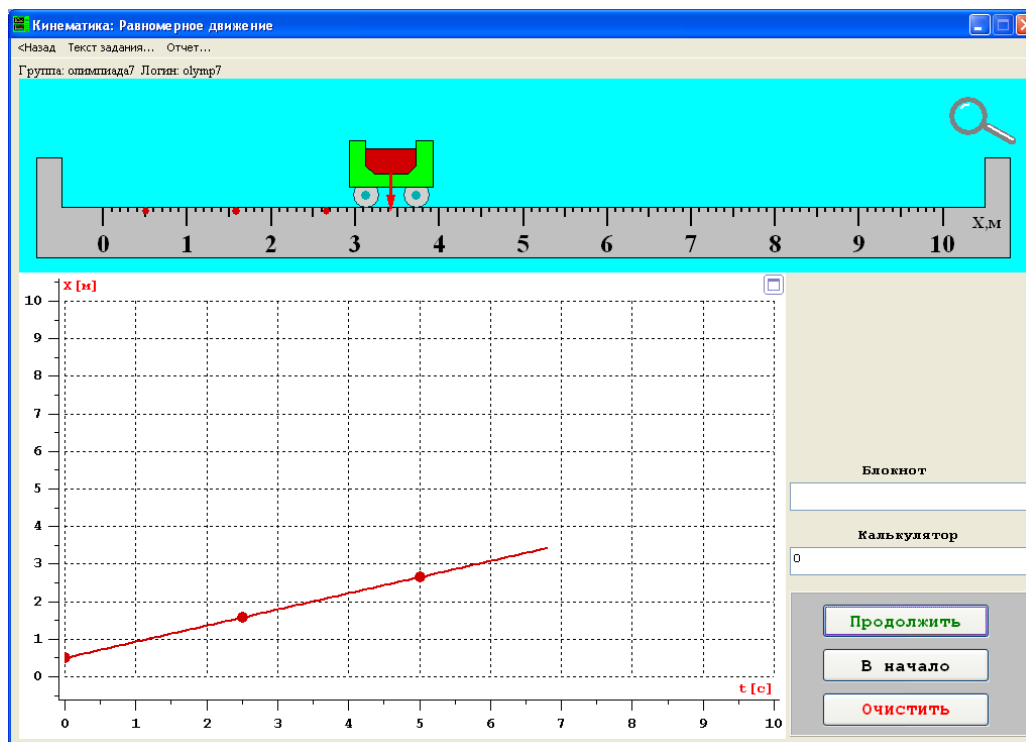 Кинематика: Равномерное движение
<Назад Текст задания... Отчет...
Группа: олимпиада7 Логин: olymp7
X,м
0 1 2 3 4 5 6 7 8 9 10
X [м]
10
9
8
7
6
5
4
3
2
1
0
t [c]
0 1 2 3 4 5 6 7 8 9 10
Блокнот
Калькулятор
0
Продолжить
В начало
Очистить